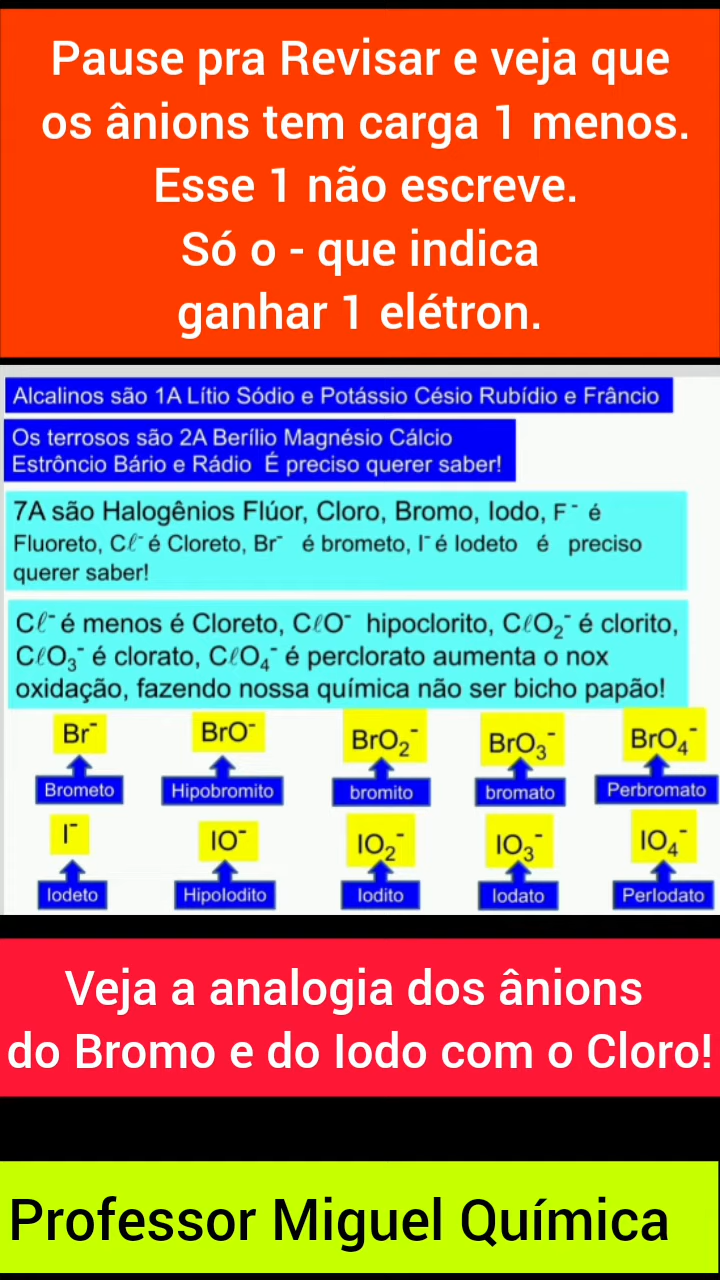 Pause pra Revisar e veja que
os ânions tem carga 1 menos.
Esse 1 não escreve.
Só o - que indica
ganhar 1 elétron.
Alcalinos são 1A Lítio Sódio e Potássio Césio Rubídio e Frâncio
Os terrosos são 2A Berílio Magnésio Cálcio
Estrôncio Bário e Rádio É preciso querer saber!
7A são Halogênios Flúor, Cloro, Bromo, Iodo, F⁻ é
Fluoreto, Cℓ⁻ é Cloreto, Br⁻ é brometo, I⁻ é Iodeto é preciso
querer saber!
Cℓ⁻ é menos é Cloreto, CℓO⁻ hipoclorito, CℓO₂⁻ é clorito,
CℓO₃⁻ é clorato, CℓO₄⁻ é perclorato aumenta o nox
oxidação, fazendo nossa química não ser bicho papão!
Br⁻ BrO⁻ BrO₂⁻ BrO₃⁻ BrO₄⁻
Brometo Hipobromito bromito bromato Perbromato
I⁻ IO⁻ IO₂⁻ IO₃⁻ IO₄⁻
Iodeto HipoIodito Iodito Iodato PerIodato
Veja a analogia dos ânions
do Bromo e do Iodo com o Cloro!
Professor Miguel Química